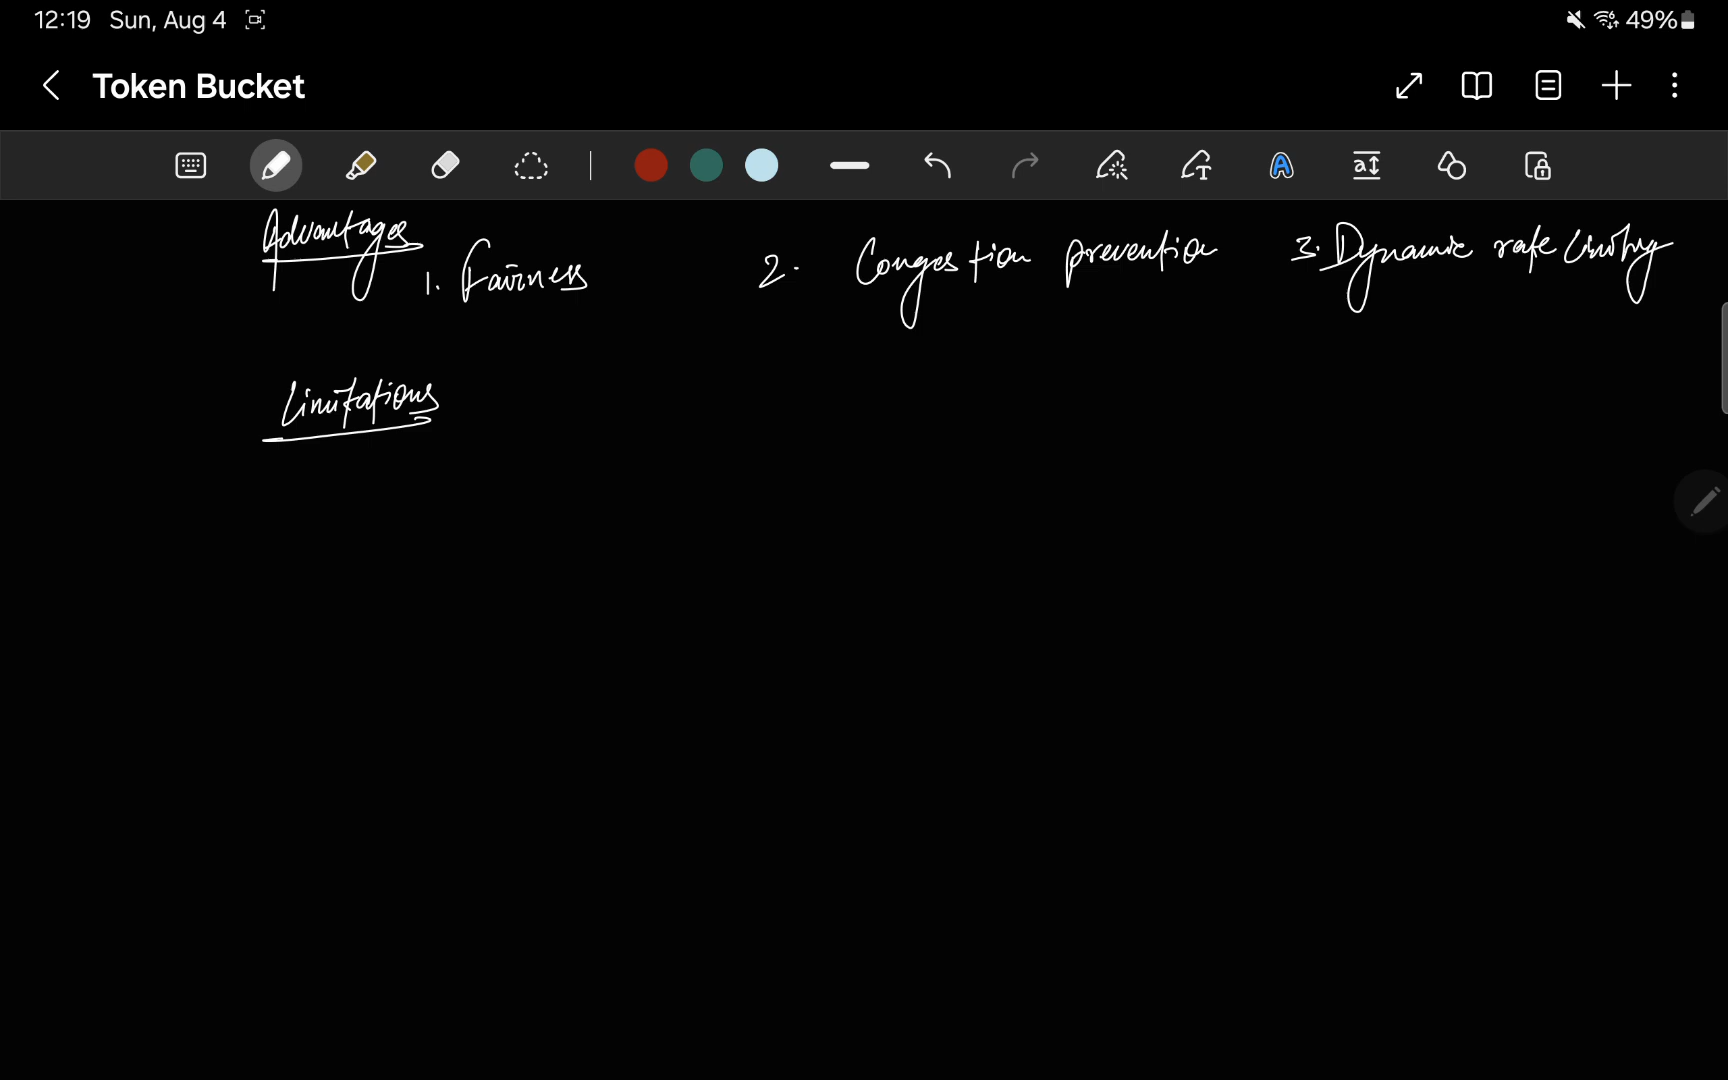 12:19 Sun, Aug 4 49%
Token Bucket
Advantages
1. Fairness 2. Congestion prevention 3. Dynamic rate limiting
Limitations